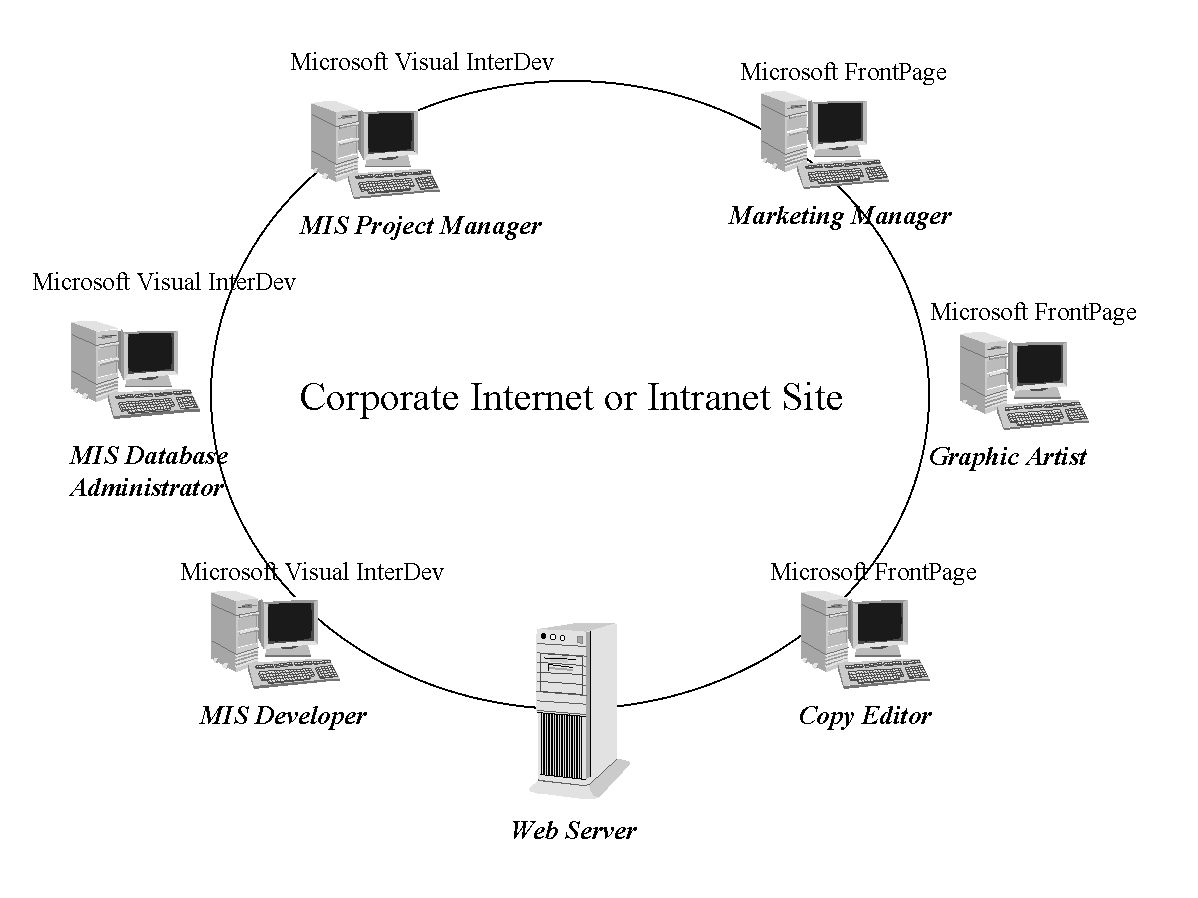 Microsoft Visual InterDev
Microsoft FrontPage
MIS Project Manager
Marketing Manager
Microsoft Visual InterDev
Microsoft FrontPage
Corporate Internet or Intranet Site
MIS Database
Administrator
Graphic Artist
Microsoft Visual InterDev
Microsoft FrontPage
MIS Developer
Copy Editor
Web Server